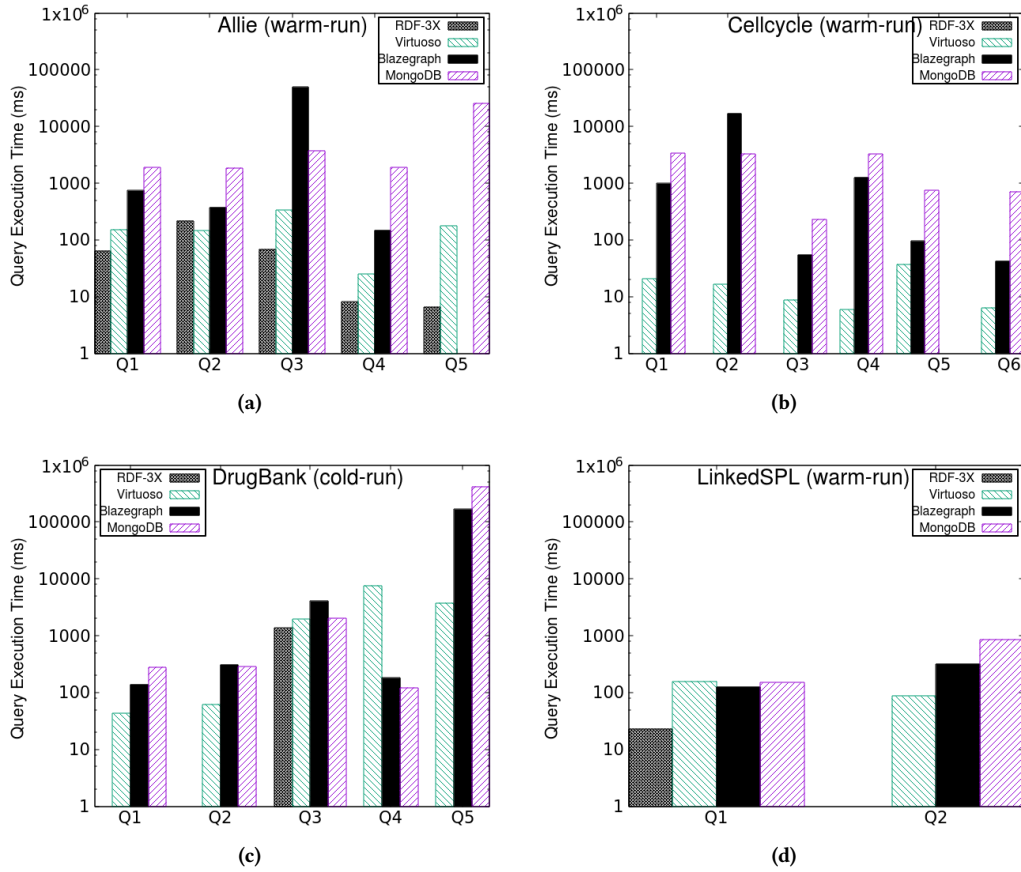 Allie (warm-run)
RDF-3X
Virtuoso
Blazegraph
MongoDB
Query Execution Time (ms)
1x10^6
100000
10000
1000
100
10
1
Q1 Q2 Q3 Q4 Q5
(a)
Cellcycle (warm-run)
RDF-3X
Virtuoso
Blazegraph
MongoDB
Query Execution Time (ms)
1x10^6
100000
10000
1000
100
10
1
Q1 Q2 Q3 Q4 Q5 Q6
(b)
DrugBank (cold-run)
RDF-3X
Virtuoso
Blazegraph
MongoDB
Query Execution Time (ms)
1x10^6
100000
10000
1000
100
10
1
Q1 Q2 Q3 Q4 Q5
(c)
LinkedSPL (warm-run)
RDF-3X
Virtuoso
Blazegraph
MongoDB
Query Execution Time (ms)
1x10^6
100000
10000
1000
100
10
1
Q1 Q2
(d)